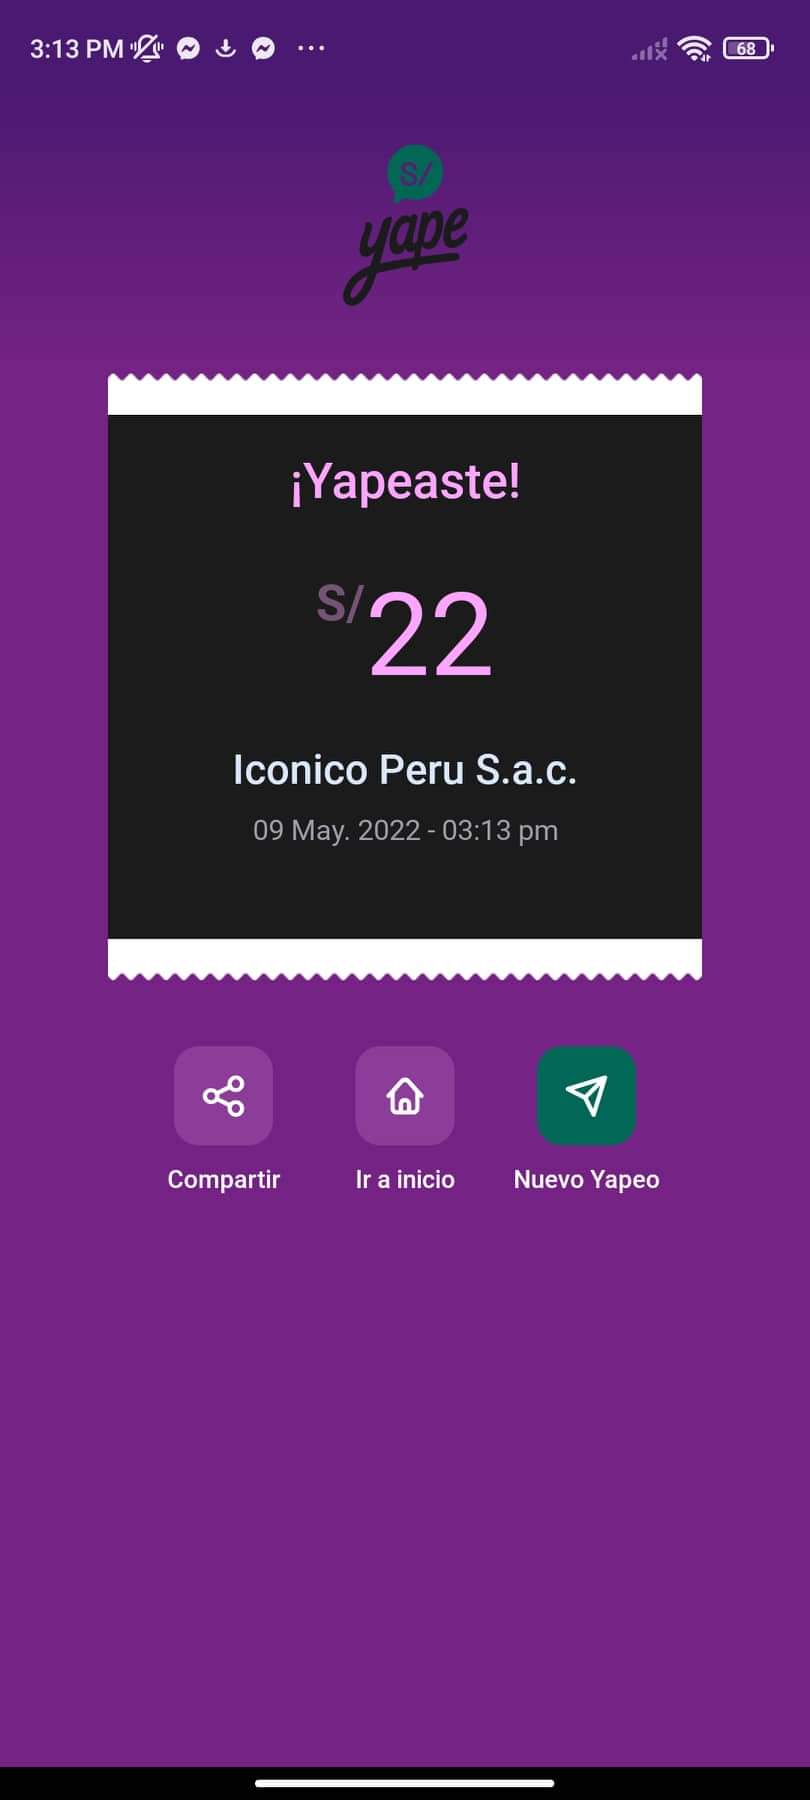 3:13 PM
68
S/
yape
¡Yapeaste!
S/22
Iconico Peru S.a.c.
09 May. 2022 - 03:13 pm
Compartir
Ir a inicio
Nuevo Yapeo